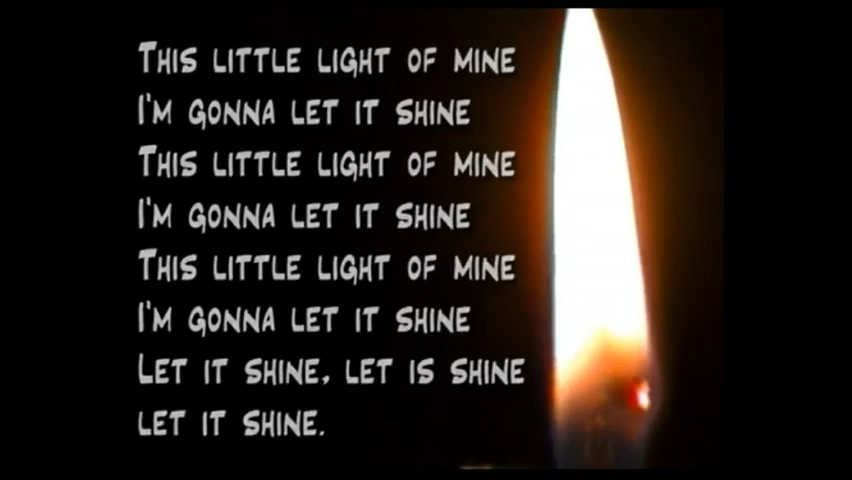 This little light of mine
I'm gonna let it shine
This little light of mine
I'm gonna let it shine
This little light of mine
I'm gonna let it shine
Let it shine, let is shine
let it shine.